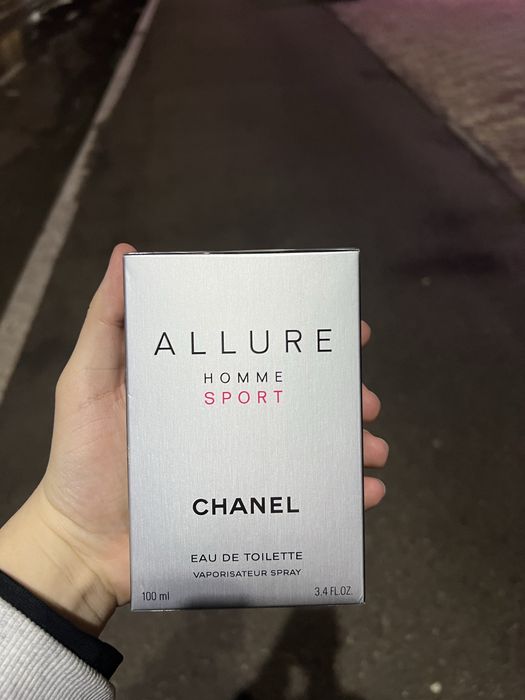 ALLURE
HOMME
SPORT
CHANEL
EAU DE TOILETTE
VAPORISATEUR SPRAY
100 ml 3.4 FL.OZ.